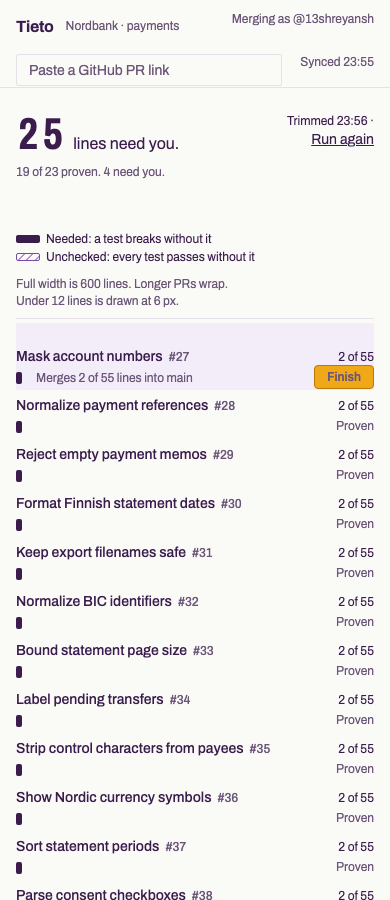 Tieto Nordbank · payments Merging as @13shreyansh
Paste a GitHub PR link Synced 23:55
25 lines need you. Trimmed 23:56 ·
Run again
19 of 23 proven. 4 need you.
Needed: a test breaks without it
Unchecked: every test passes without it
Full width is 600 lines. Longer PRs wrap.
Under 12 lines is drawn at 6 px.
Mask account numbers #27 2 of 55
Merges 2 of 55 lines into main Finish
Normalize payment references #28 2 of 55
Proven
Reject empty payment memos #29 2 of 55
Proven
Format Finnish statement dates #30 2 of 55
Proven
Keep export filenames safe #31 2 of 55
Proven
Normalize BIC identifiers #32 2 of 55
Proven
Bound statement page size #33 2 of 55
Proven
Label pending transfers #34 2 of 55
Proven
Strip control characters from payees #35 2 of 55
Proven
Show Nordic currency symbols #36 2 of 55
Proven
Sort statement periods #37 2 of 55
Proven
Parse consent checkboxes #38 2 of 55